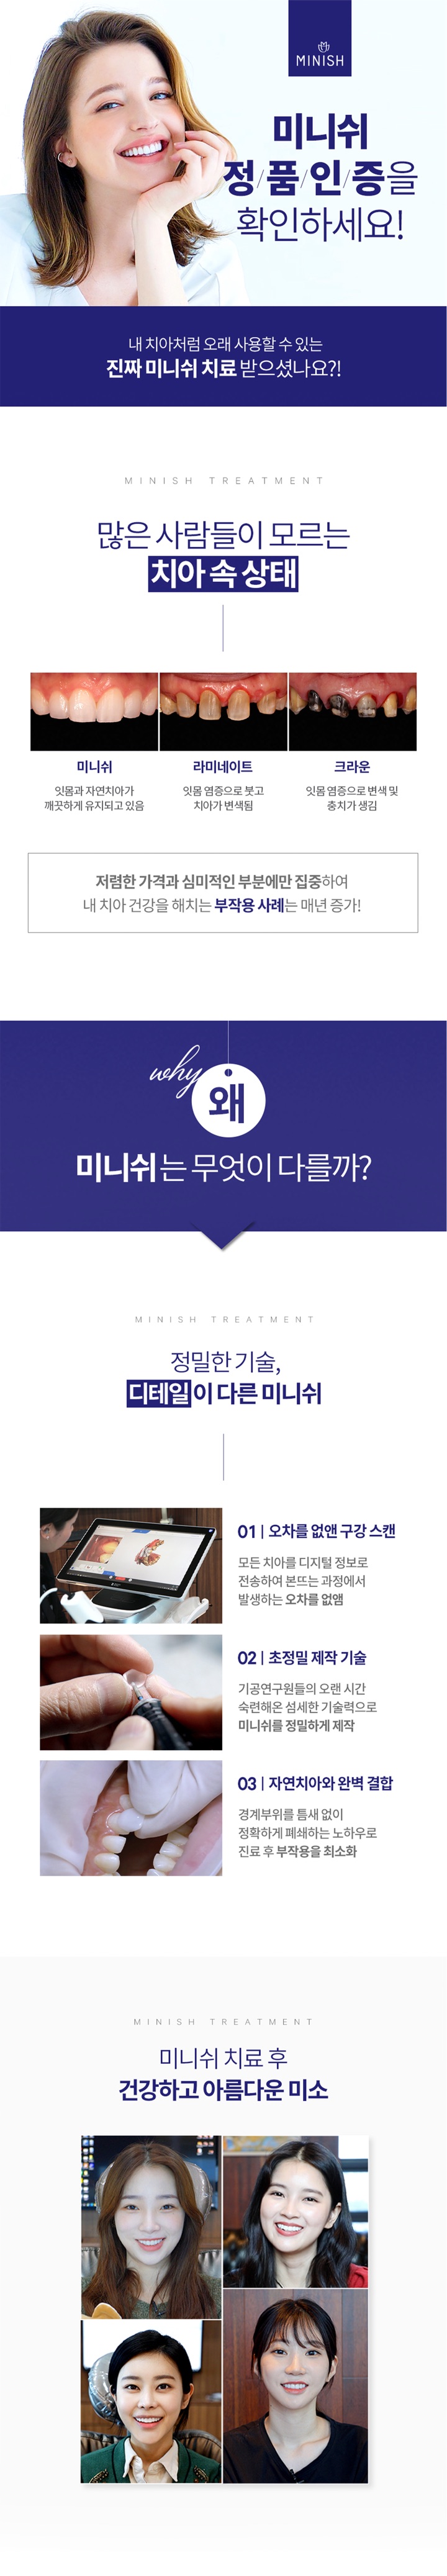 MINISH
미니쉬
정/품/인/증을
확인하세요!
내 치아처럼 오래 사용할 수 있는
진짜 미니쉬 치료 받으셨나요?!
MINISH TREATMENT
많은 사람들이 모르는
치아 속 상태
미니쉬
잇몸과 자연치아가
깨끗하게 유지되고 있음
라미네이트
잇몸 염증으로 붓고
치아가 변색됨
크라운
잇몸 염증으로 변색 및
충치가 생김
저렴한 가격과 심미적인 부분에만 집중하여
내 치아 건강을 해치는 부작용 사례는 매년 증가!
why
왜
미니쉬는 무엇이 다를까?
MINISH TREATMENT
정밀한 기술,
디테일이 다른 미니쉬
01 | 오차를 없앤 구강 스캔
모든 치아를 디지털 정보로
전송하여 본뜨는 과정에서
발생하는 오차를 없앰
02 | 초정밀 제작 기술
기공연구원들의 오랜 시간
숙련해온 섬세한 기술력으로
미니쉬를 정밀하게 제작
03 | 자연치아와 완벽 결합
경계부위를 틈새 없이
정확하게 폐쇄하는 노하우로
진료 후 부작용을 최소화
MINISH TREATMENT
미니쉬 치료 후
건강하고 아름다운 미소